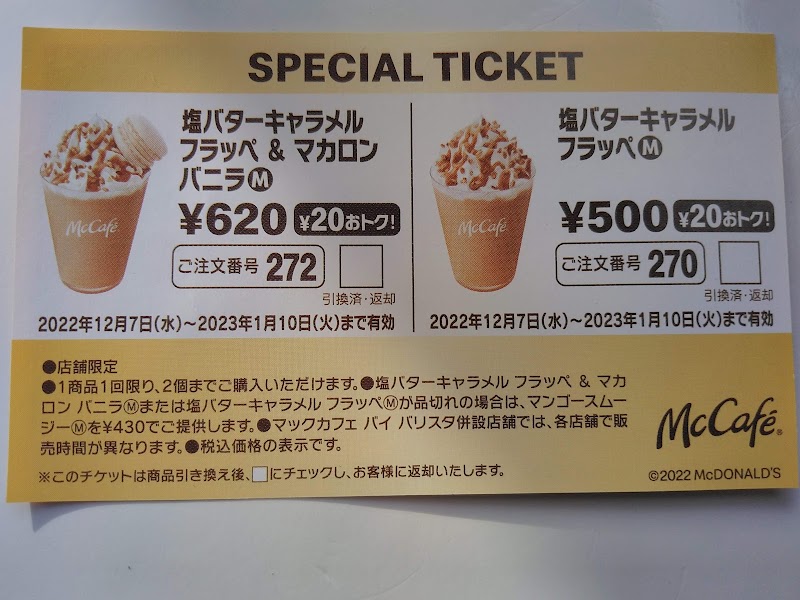 SPECIAL TICKET
塩バターキャラメル
フラッペ & マカロン
バニラⓂ
¥620 ¥20おトク!
ご注文番号 272
引換済・返却
2022年12月7日(水)～2023年1月10日(火)まで有効
McCafé
塩バターキャラメル
フラッペⓂ
¥500 ¥20おトク!
ご注文番号 270
引換済・返却
2022年12月7日(水)～2023年1月10日(火)まで有効
McCafé
●店舗限定
●1商品1回限り、2個までご購入いただけます。●塩バターキャラメル フラッペ & マカ
ロン バニラⓂまたは塩バターキャラメル フラッペⓂが品切れの場合は、マンゴースムー
ジーⓂを¥430でご提供します。●マックカフェ バイ バリスタ併設店舗では、各店舗で販
売時間が異なります。●税込価格の表示です。
※このチケットは商品引き換え後、□にチェックし、お客様に返却いたします。
McCafé®
©2022 McDONALD'S